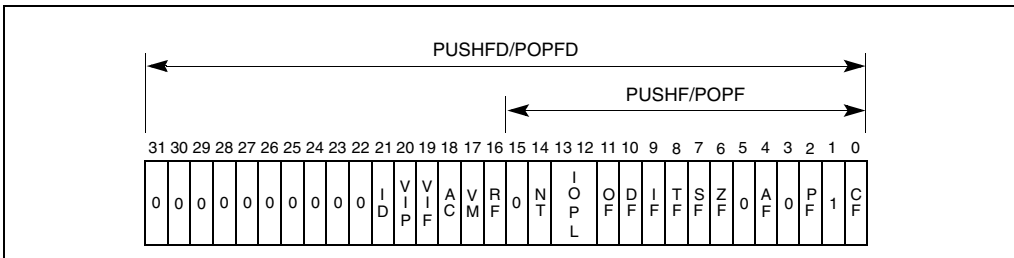 PUSHFD/POPFD
PUSHF/POPF
31 30 29 28 27 26 25 24 23 22 21 20 19 18 17 16 15 14 13 12 11 10 9 8 7 6 5 4 3 2 1 0
0 0 0 0 0 0 0 0 0 0 ID VIP VIF AC VM RF 0 NT IOPL OF DF IF TF SF ZF 0 AF 0 PF 1 CF